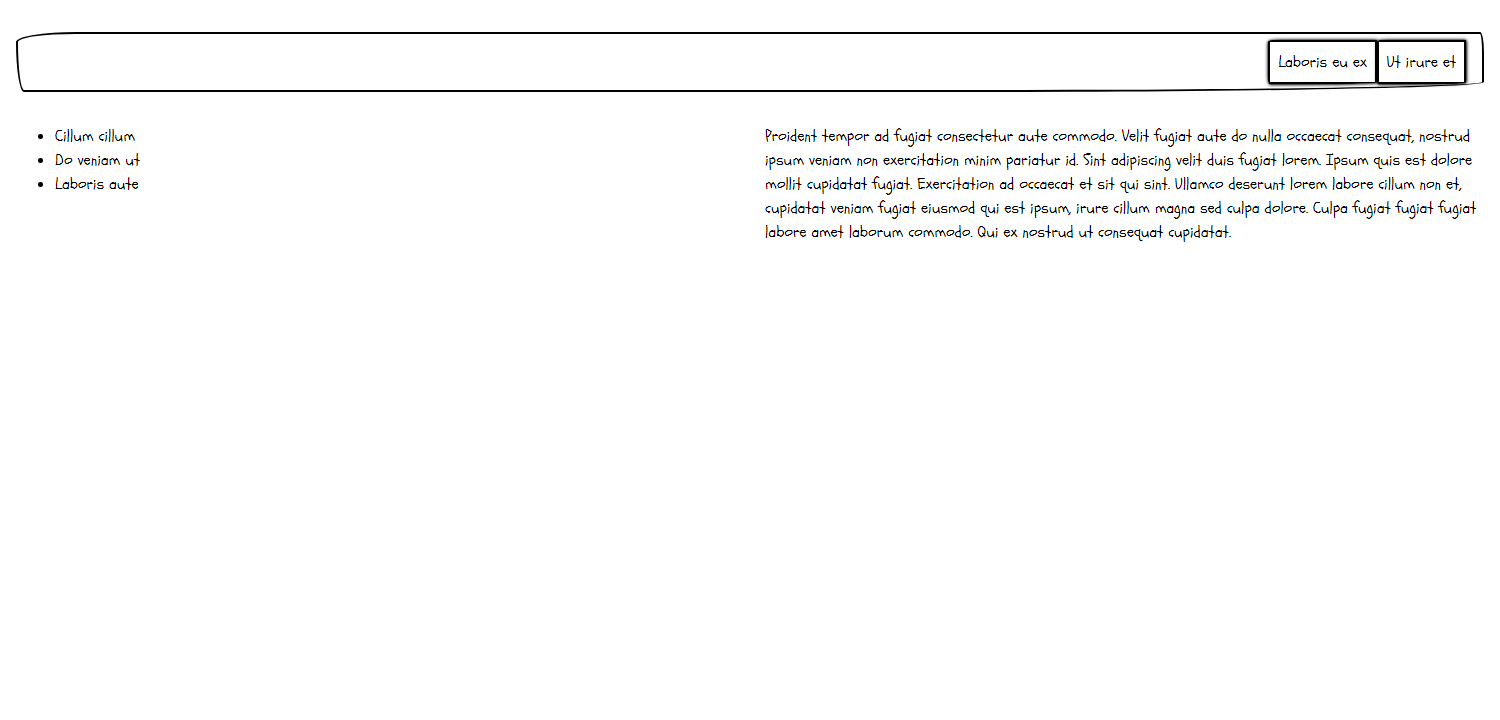 Laboris eu ex
Ut irure et
Cillum cillum
Do veniam ut
Laboris aute
Proident tempor ad fugiat consectetur aute commodo. Velit fugiat aute do nulla occaecat consequat, nostrud
ipsum veniam non exercitation minim pariatur id. Sint adipiscing velit duis fugiat lorem. Ipsum quis est dolore
mollit cupidatat fugiat. Exercitation ad occaecat et sit qui sint. Ullamco deserunt lorem labore cillum non et,
cupidatat veniam fugiat eiusmod qui est ipsum, irure cillum magna sed culpa dolore. Culpa fugiat fugiat fugiat
labore amet laborum commodo. Qui ex nostrud ut consequat cupidatat.